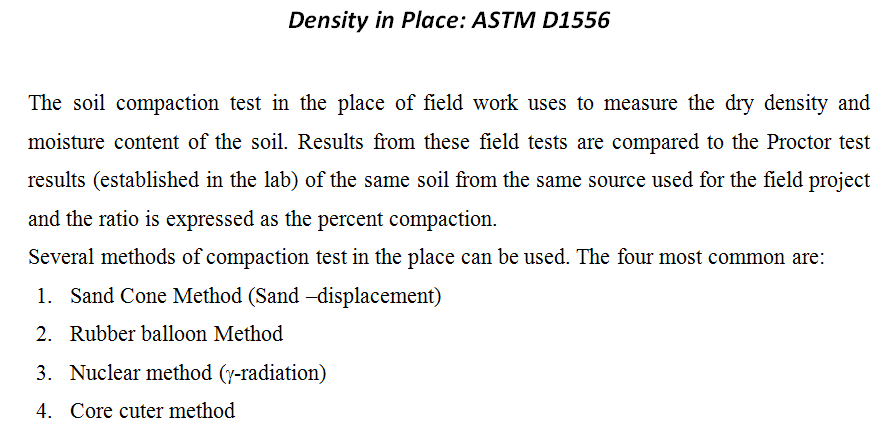 Density in Place: ASTM D1556
The soil compaction test in the place of field work uses to measure the dry density and
moisture content of the soil. Results from these field tests are compared to the Proctor test
results (established in the lab) of the same soil from the same source used for the field project
and the ratio is expressed as the percent compaction.
Several methods of compaction test in the place can be used. The four most common are:
1. Sand Cone Method (Sand –displacement)
2. Rubber balloon Method
3. Nuclear method (γ-radiation)
4. Core cuter method